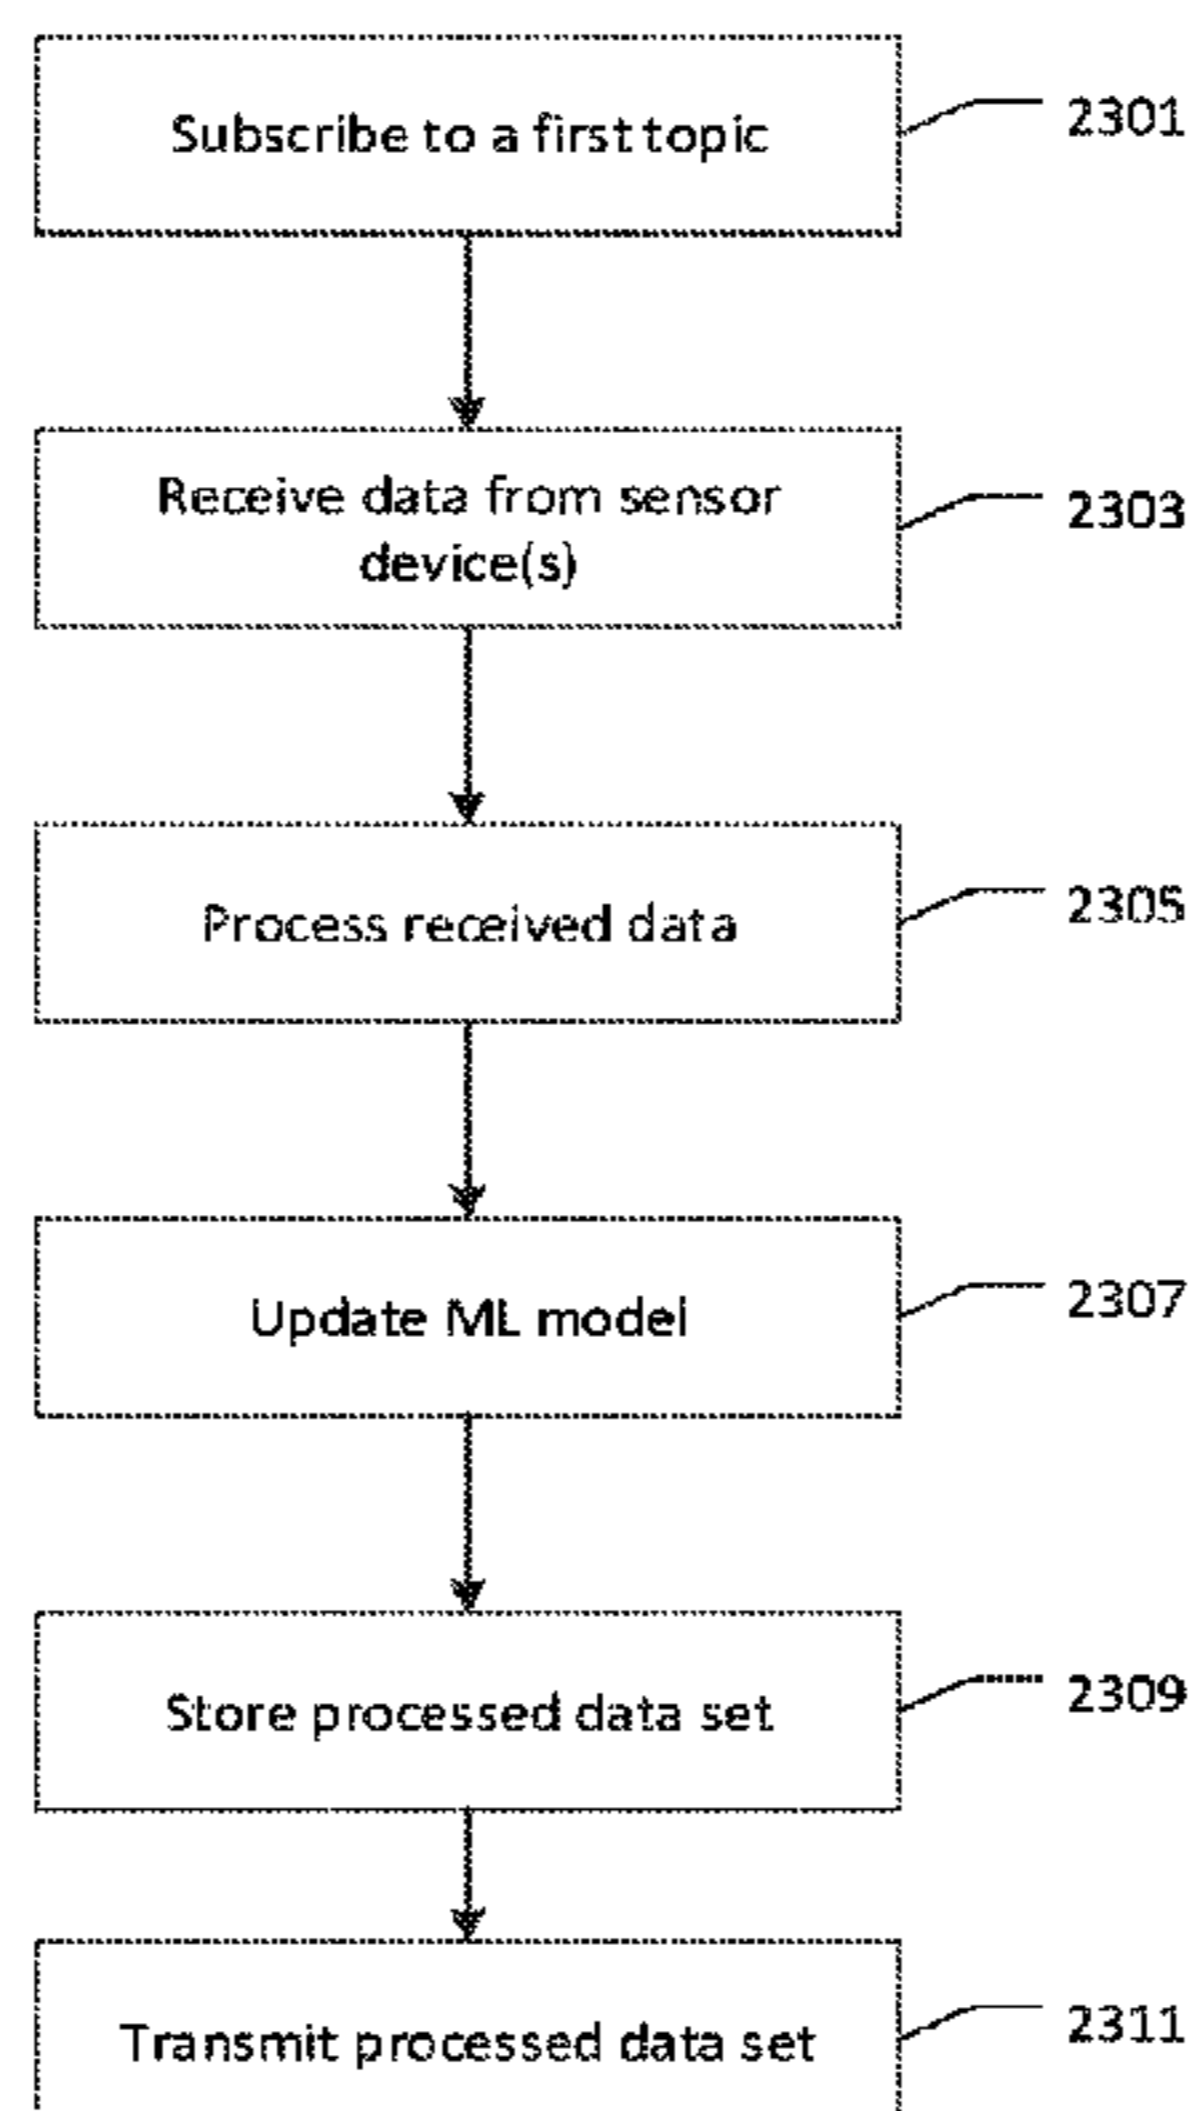 Subscribe to a first topic
2301
Receive data from sensor
device(s)
2303
Process received data
2305
Update ML model
2307
Store processed data set
2309
Transmit processed data set
2311